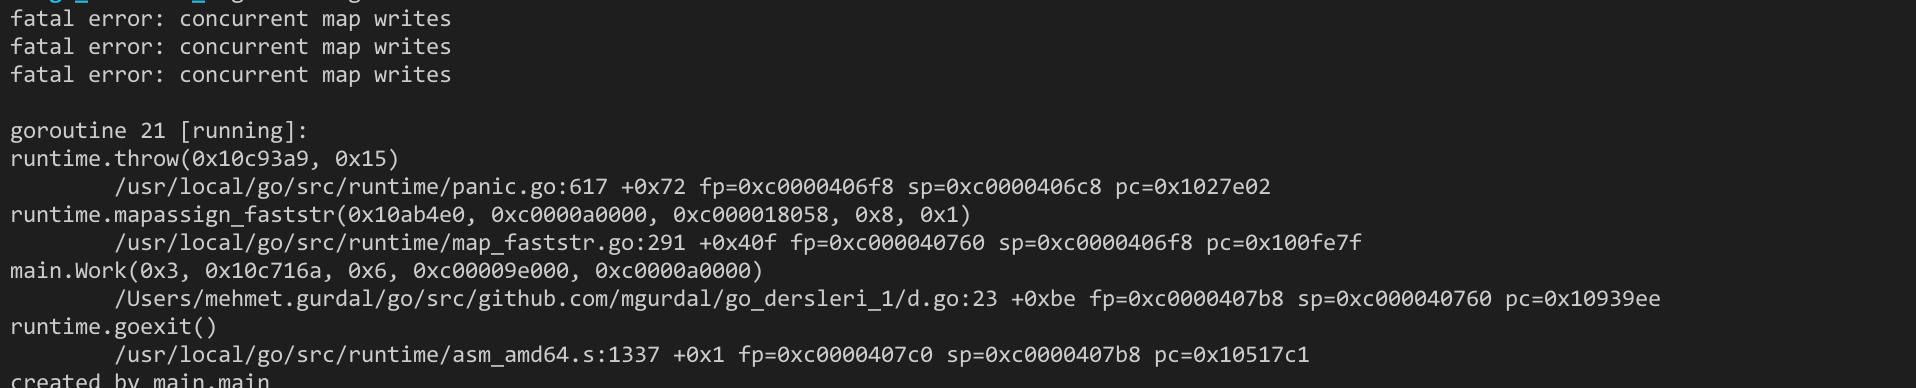 fatal error: concurrent map writes
fatal error: concurrent map writes
fatal error: concurrent map writes
goroutine 21 [running]:
runtime.throw(0x10c93a9, 0x15)
/usr/local/go/src/runtime/panic.go:617 +0x72 fp=0xc0000406f8 sp=0xc0000406c8 pc=0x1027e02
runtime.mapassign_faststr(0x10ab4e0, 0xc0000a0000, 0xc000018058, 0x8, 0x1)
/usr/local/go/src/runtime/map_faststr.go:291 +0x40f fp=0xc000040760 sp=0xc0000406f8 pc=0x100fe7f
main.Work(0x3, 0x10c716a, 0x6, 0xc00009e000, 0xc0000a0000)
/Users/mehmet.gurdal/go/src/github.com/mgurdal/go_dersleri_1/d.go:23 +0xbe fp=0xc0000407b8 sp=0xc000040760 pc=0x10939ee
runtime.goexit()
/usr/local/go/src/runtime/asm_amd64.s:1337 +0x1 fp=0xc0000407c0 sp=0xc0000407b8 pc=0x10517c1
created by main.main